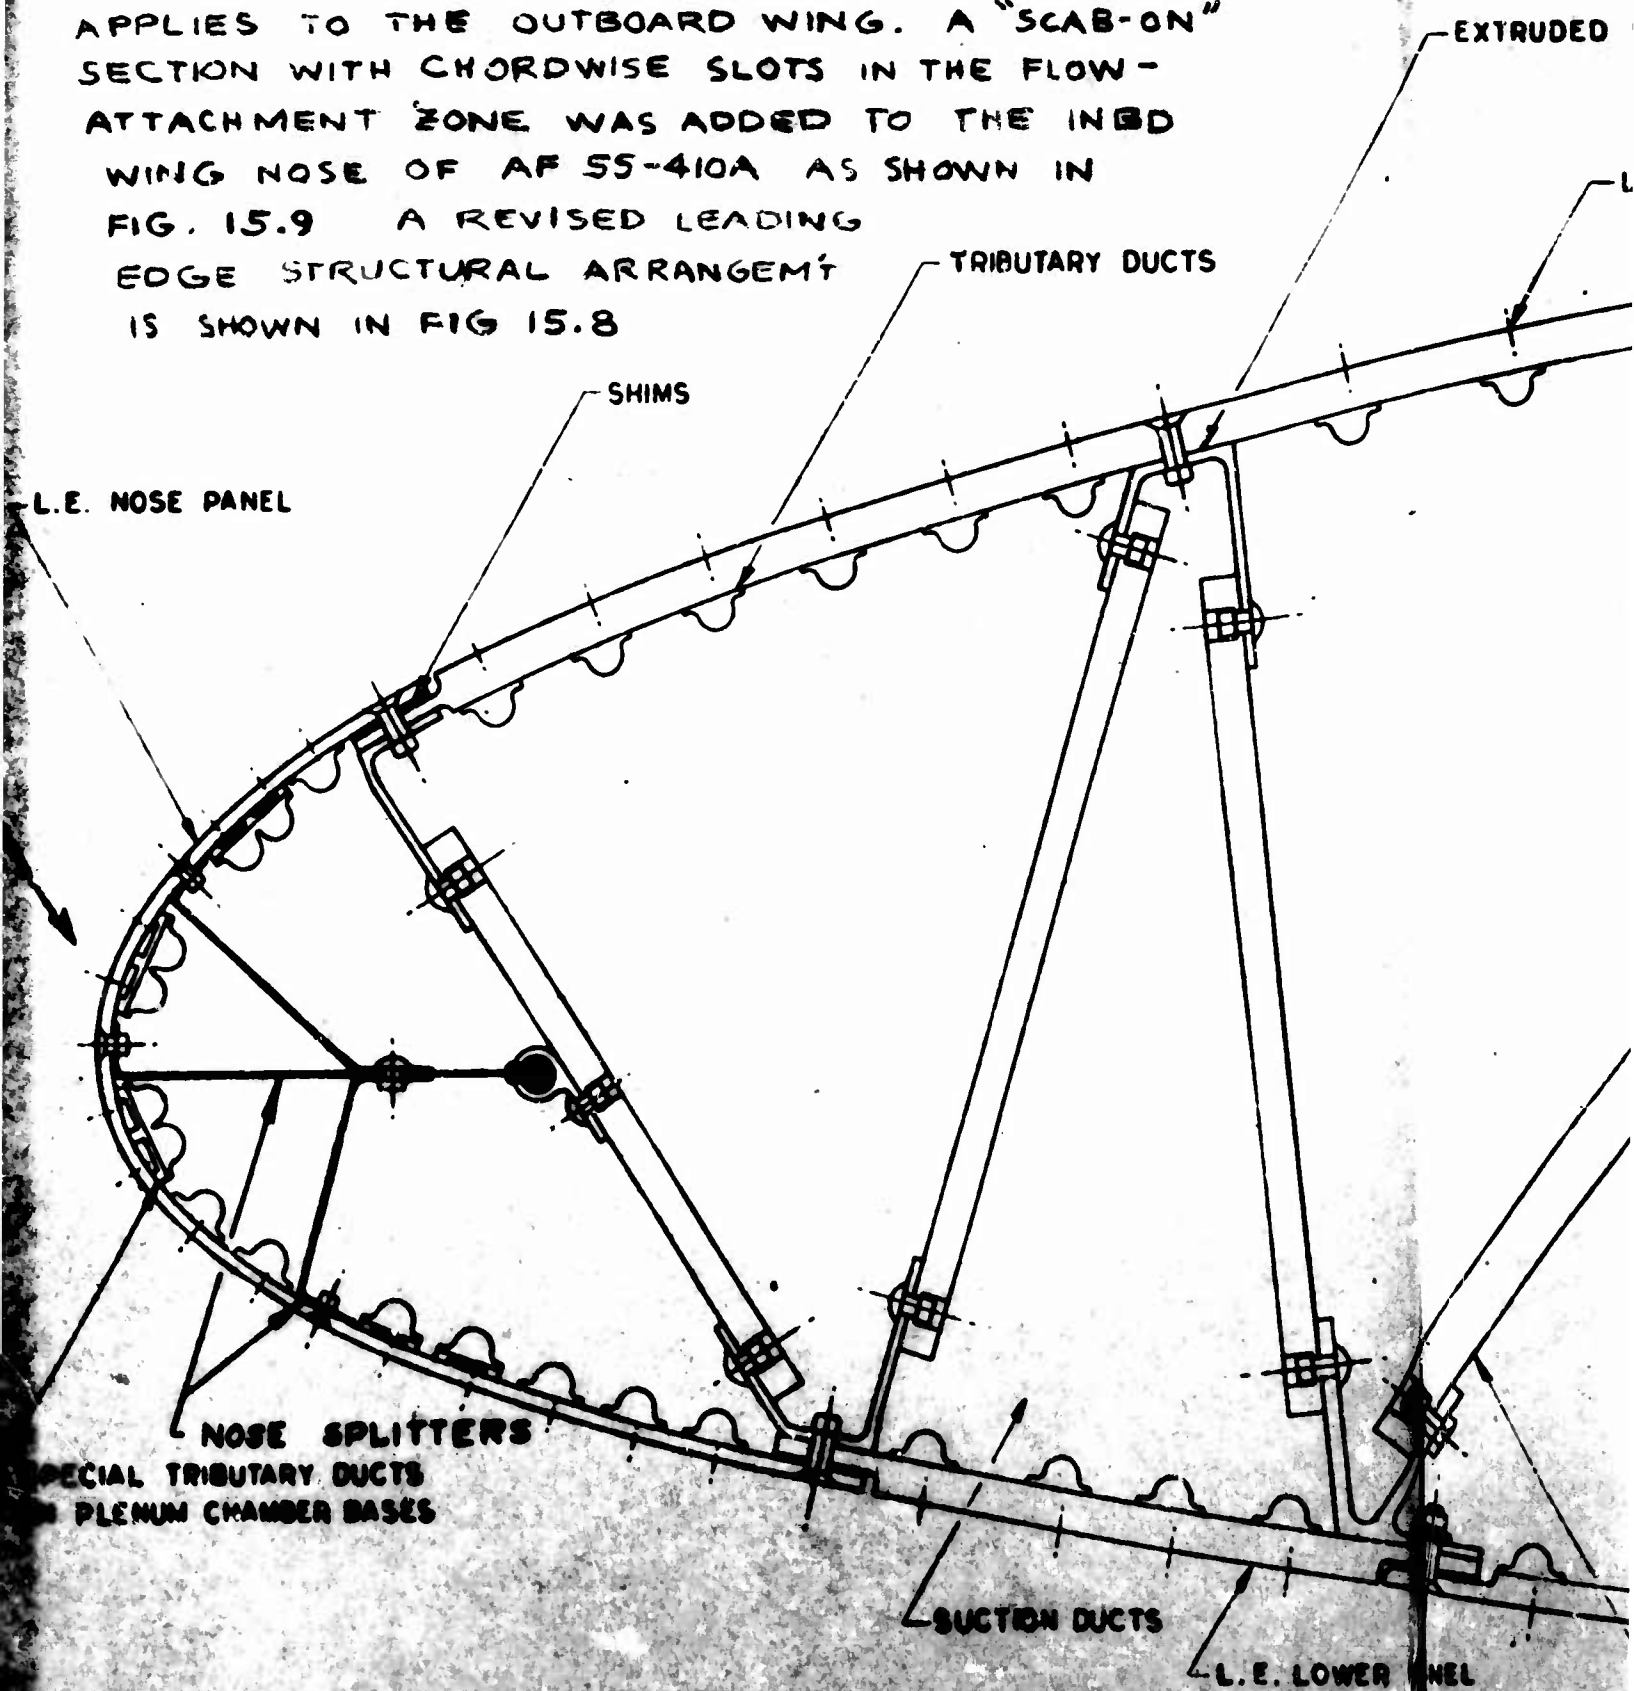 APPLIES TO THE OUTBOARD WING. A "SCAB-ON"
SECTION WITH CHORDWISE SLOTS IN THE FLOW-
ATTACHMENT ZONE WAS ADDED TO THE INBD
WING NOSE OF AF 55-410A AS SHOWN IN
FIG. 15.9 A REVISED LEADING
EDGE STRUCTURAL ARRANGEM'T
IS SHOWN IN FIG 15.8
EXTRUDED
L
TRIBUTARY DUCTS
SHIMS
L.E. NOSE PANEL
NOSE SPLITTERS
PECIAL TRIBUTARY DUCTS
PLENUM CHAMBER BASES
SUCTION DUCTS
L.E. LOWER NEL